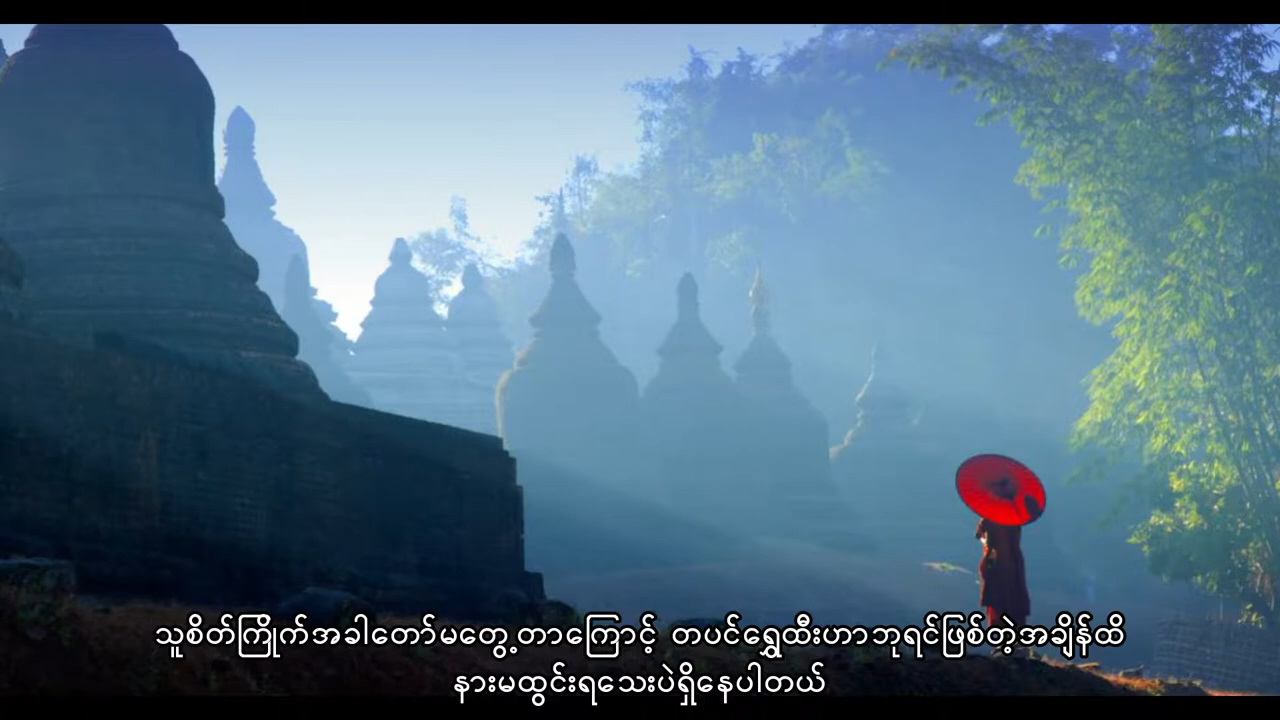 သူစိတ်ကြိုက်အခါတော်မတွေ့တာကြောင့် တပင်ရွှေထီးဟာဘုရင်ဖြစ်တဲ့အချိန်ထိ
နားမထွင်းရသေးပဲရှိနေပါတယ်